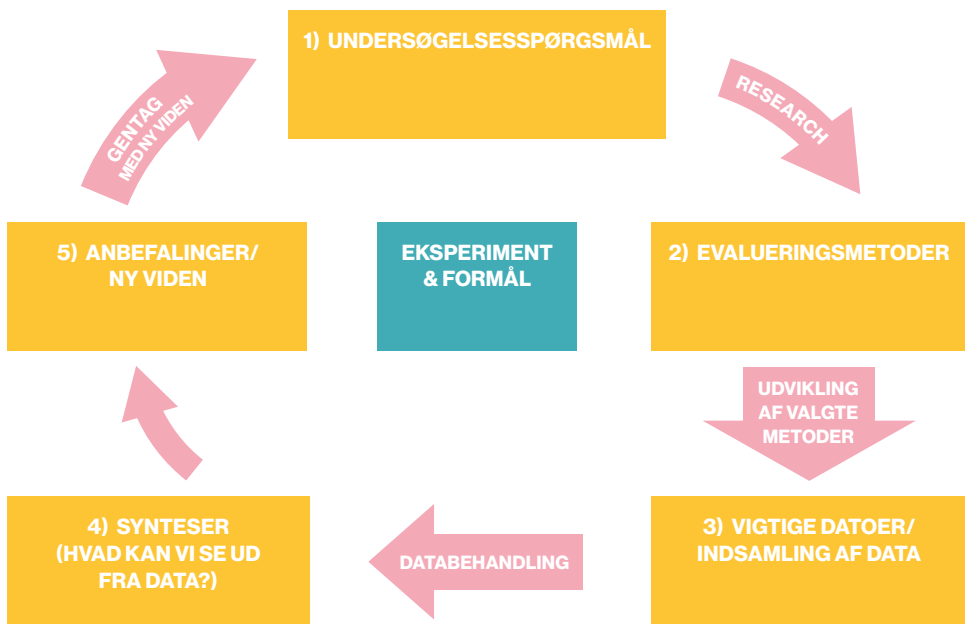 1) UNDERSØGELSESSPØRGSMÅL
RESEARCH
2) EVALUERINGSMETODER
UDVIKLING
AF VALGTE
METODER
3) VIGTIGE DATOER/
INDSAMLING AF DATA
DATABEHANDLING
4) SYNTESER
(HVAD KAN VI SE UD
FRA DATA?)
5) ANBEFALINGER/
NY VIDEN
GENTAG
MED NY VIDEN
EKSPERIMENT
& FORMÅL